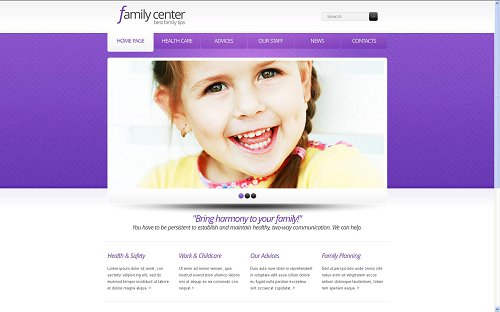 family center
best family tips
Search
HOME PAGE
HEALTH CARE
ADVICES
OUR STAFF
NEWS
CONTACTS
"Bring harmony to your family!"
You have to be persistent to establish and maintain healthy, two-way communication. We can help.
Health & Safety
Lorem ipsum dolor sit amet, con
sectetur adipisicing elit, sed do
eiusmod tempor incididunt ut labore
et dolore magna aliqua.
Work & Childcare
Ut enim ad minim veniam, quis
nostrud exercitation ullamco laboris
nisi ut aliquip ex ea commodo con
sequat.
Our Advices
Duis aute irure dolor in reprehenderit
in voluptate velit esse cillum dolore
eu fugiat nulla pariatur excepteur
sint occaecat cupidatat.
Family Planning
Sed ut perspiciatis unde omnis iste
natus error sit voluptatem accus
antium doloremque laudantium, totam
rem aperiam eaque.